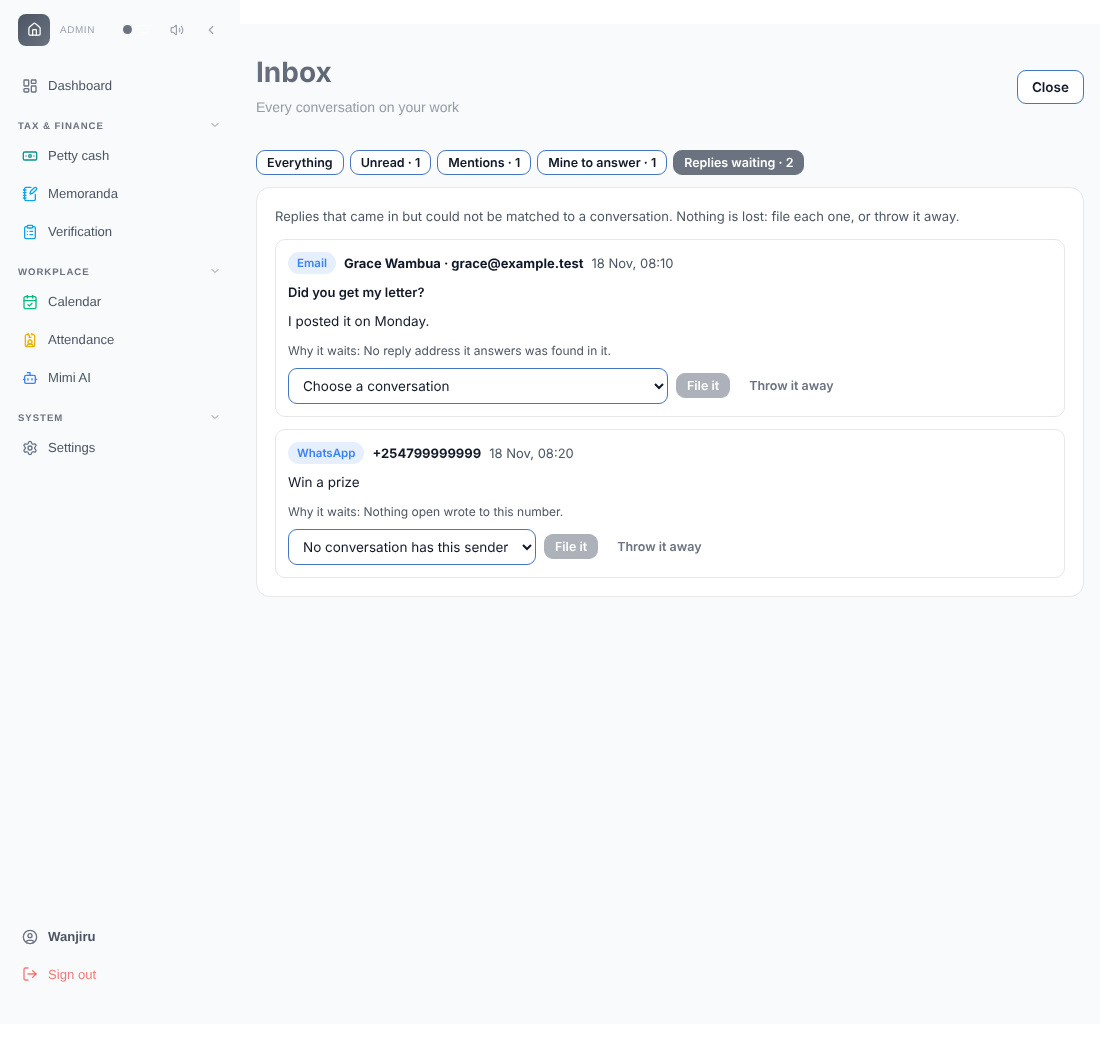 ADMIN
Dashboard
TAX & FINANCE
Petty cash
Memoranda
Verification
WORKPLACE
Calendar
Attendance
Mimi AI
SYSTEM
Settings
Wanjiru
Sign out
Inbox
Every conversation on your work
Close
Everything
Unread · 1
Mentions · 1
Mine to answer · 1
Replies waiting · 2
Replies that came in but could not be matched to a conversation. Nothing is lost: file each one, or throw it away.
Email Grace Wambua · grace@example.test 18 Nov, 08:10
Did you get my letter?
I posted it on Monday.
Why it waits: No reply address it answers was found in it.
Choose a conversation File it Throw it away
WhatsApp +254799999999 18 Nov, 08:20
Win a prize
Why it waits: Nothing open wrote to this number.
No conversation has this sender File it Throw it away